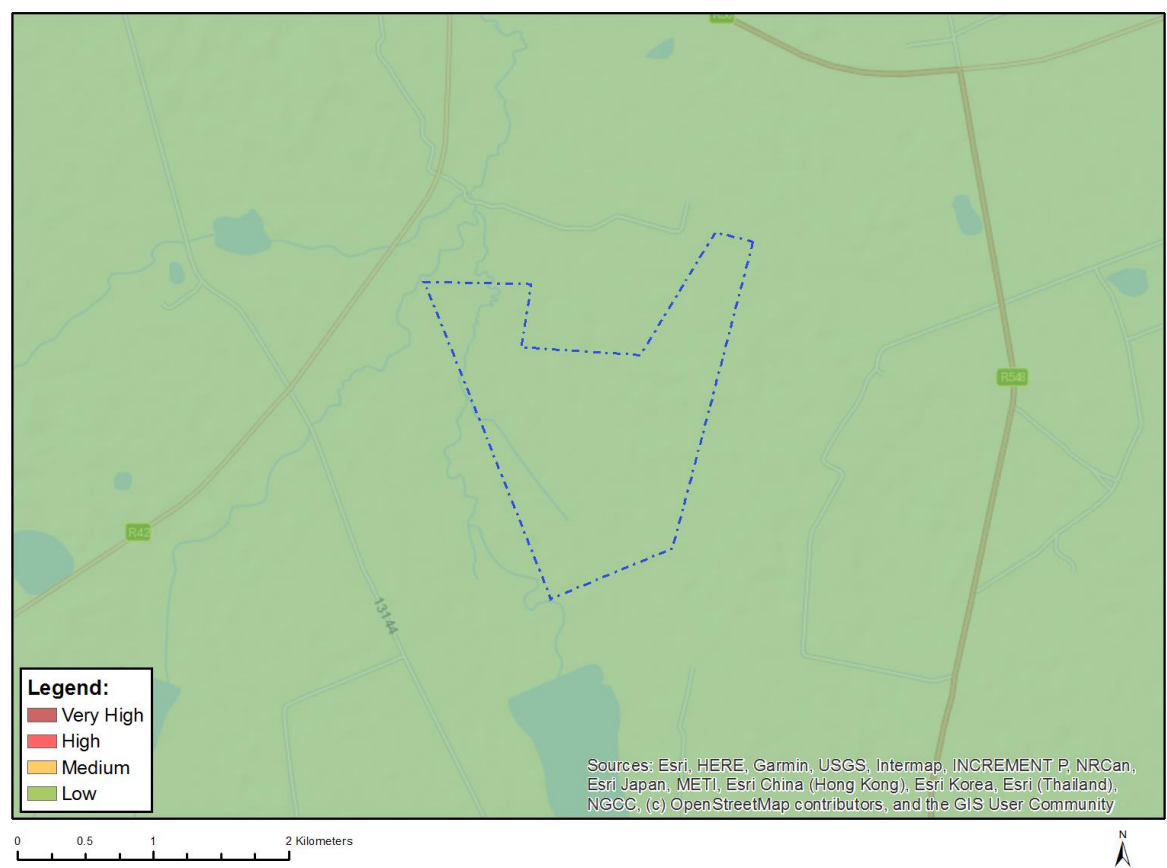 R42
13144
R548
Legend:
Very High
High
Medium
Low
Sources: Esri, HERE, Garmin, USGS, Intermap, INCREMENT P, NRCan,
Esri Japan, METI, Esri China (Hong Kong), Esri Korea, Esri (Thailand),
NGCC, (c) OpenStreetMap contributors, and the GIS User Community
0 0.5 1 2 Kilometers
N